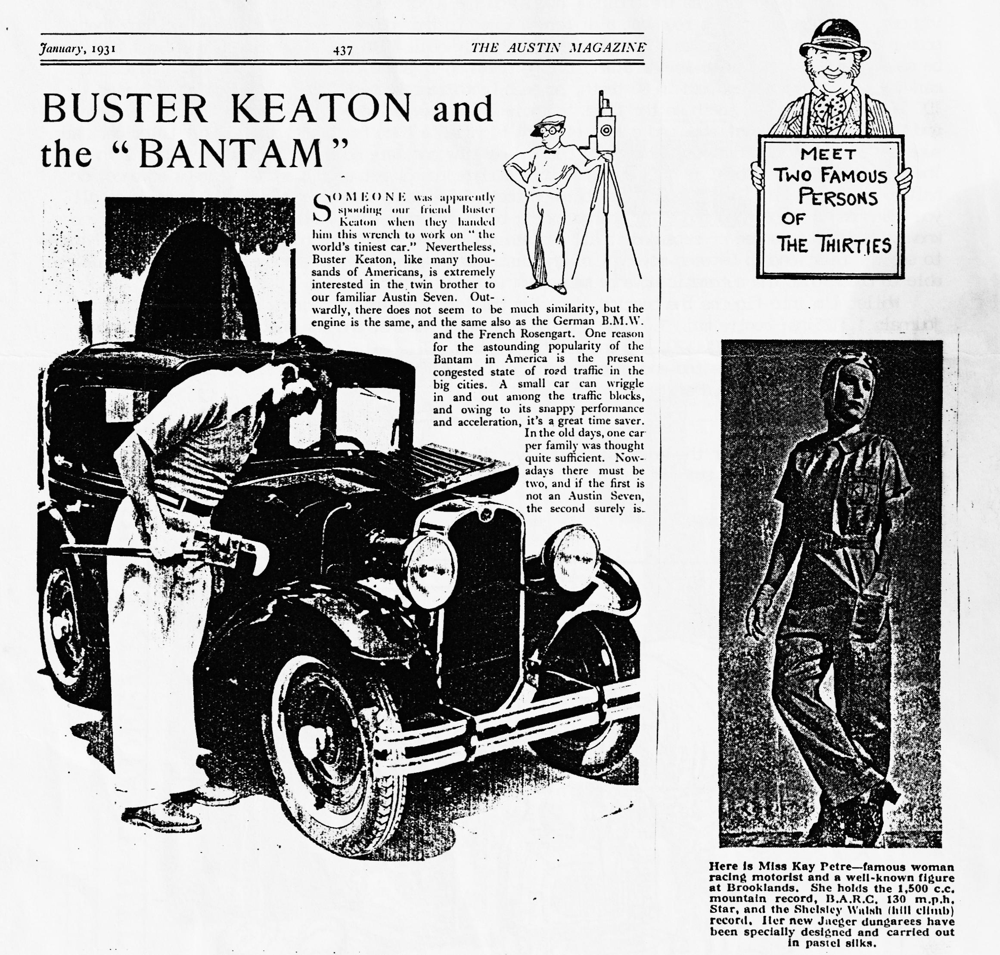 January, 1931 437 THE AUSTIN MAGAZINE
BUSTER KEATON and
the “BANTAM”
SOMEONE was apparently
spoofing our friend Buster
Keaton when they handed
him this wrench to work on “ the
world's tiniest car.” Nevertheless,
Buster Keaton, like many thou-
sands of Americans, is extremely
interested in the twin brother to
our familiar Austin Seven. Out-
wardly, there does not seem to be much similarity, but the
engine is the same, and the same also as the German B.M.W.
and the French Rosengart. One reason
for the astounding popularity of the
Bantam in America is the present
congested state of road traffic in the
big cities. A small car can wriggle
in and out among the traffic blocks,
and owing to its snappy performance
and acceleration, it's a great time saver.
In the old days, one car
per family was thought
quite sufficient. Now-
adays there must be
two, and if the first is
not an Austin Seven,
the second surely is.
MEET
TWO FAMOUS
PERSONS
OF
THE THIRTIES
Here is Miss Kay Petre—famous woman
racing motorist and a well-known figure
at Brooklands. She holds the 1,500 c.c.
mountain record, B.A.R.C. 130 m.p.h.
Star, and the Shelsley Walsh (hill climb)
record. Her new Jaeger dungarees have
been specially designed and carried out
in pastel silks.